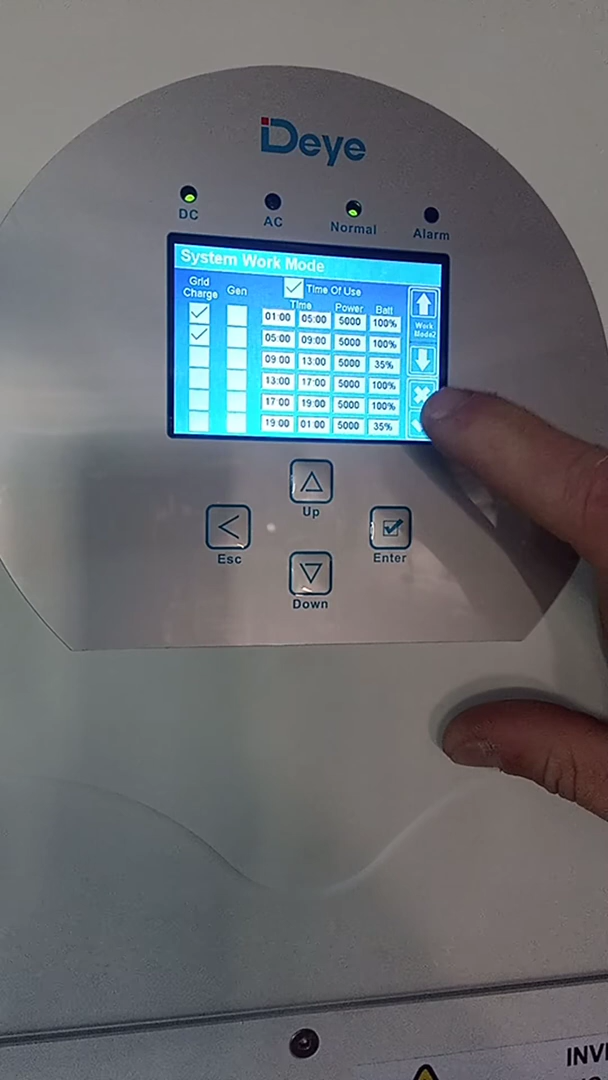 Deye
DC AC Normal Alarm
System Work Mode
Grid Charge Gen Time Of Use
Time Power Batt
01:00 05:00 5000 100%
05:00 09:00 5000 100%
09:00 13:00 5000 35%
13:00 17:00 5000 100%
17:00 19:00 5000 100%
19:00 01:00 5000 35%
Work
Mode2
Up
Esc Enter
Down